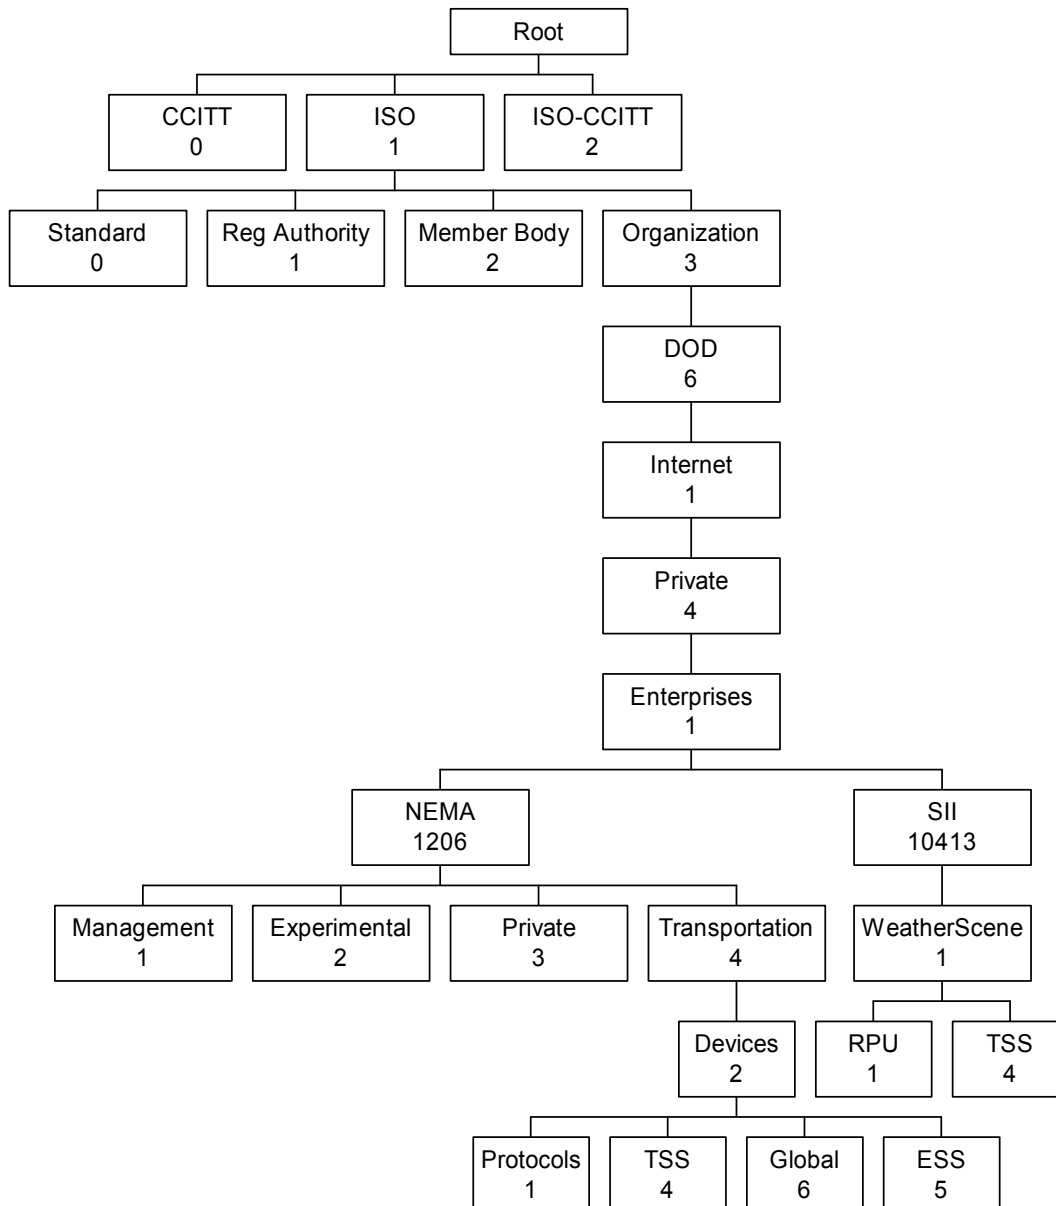 Root
CCITT
0
ISO
1
ISO-CCITT
2
Standard
0
Reg Authority
1
Member Body
2
Organization
3
DOD
6
Internet
1
Private
4
Enterprises
1
NEMA
1206
SII
10413
Management
1
Experimental
2
Private
3
Transportation
4
WeatherScene
1
Devices
2
RPU
1
TSS
4
Protocols
1
TSS
4
Global
6
ESS
5